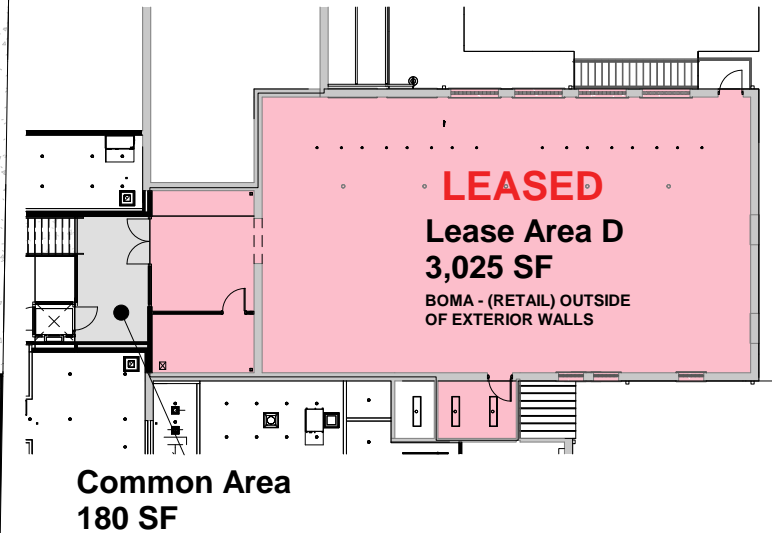 LEASED
Lease Area D
3,025 SF
BOMA - (RETAIL) OUTSIDE
OF EXTERIOR WALLS
Common Area
180 SF